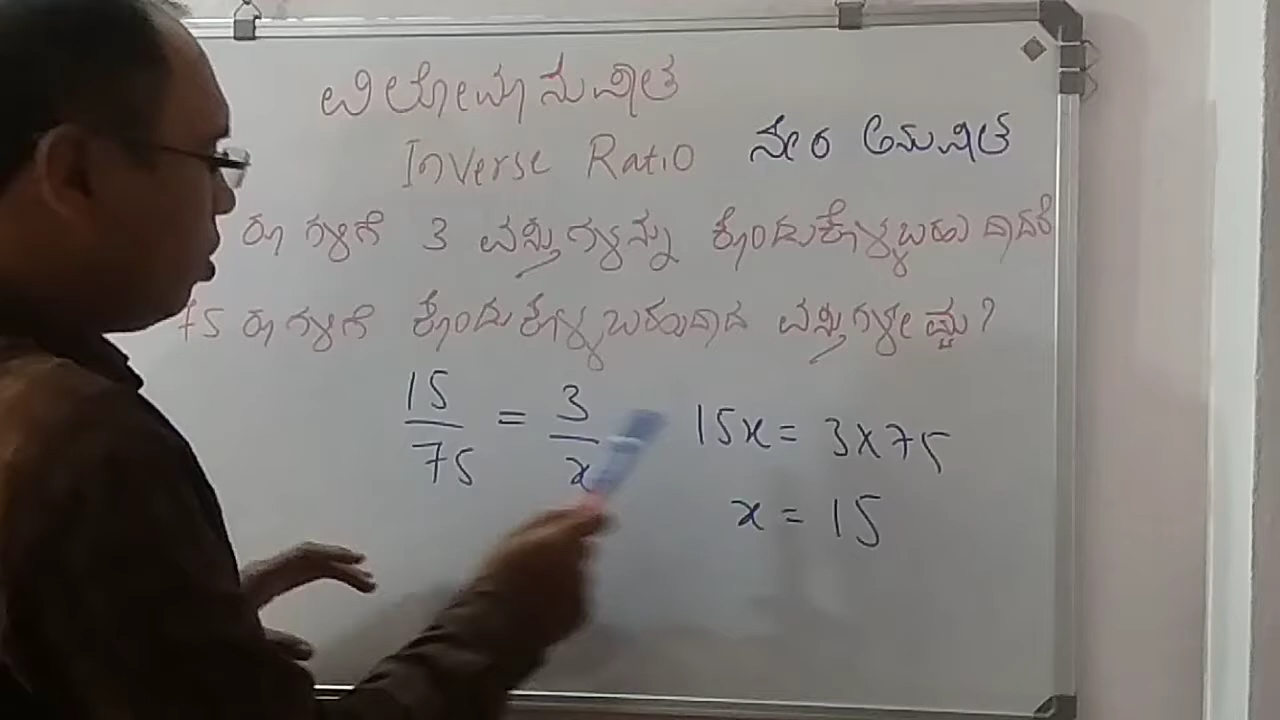 ವಿಲೋಮಾನುಪಾತ
Inverse Ratio ನೇರ ಅನುಪಾತ
ರೂಗಳಿಗೆ 3 ವಸ್ತುಗಳನ್ನು ಕೊಂಡುಕೊಳ್ಳಬಹುದಾದರೆ
75 ರೂಗಳಿಗೆ ಕೊಂಡುಕೊಳ್ಳಬಹುದಾದ ವಸ್ತುಗಳೇಷ್ಟು?
15/75 = 3/x 15x = 3x75
x = 15